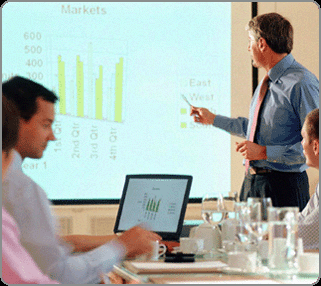 Markets
600
500
400
300
East
West
1st Qtr
2nd Qtr
3rd Qtr
4th Qtr